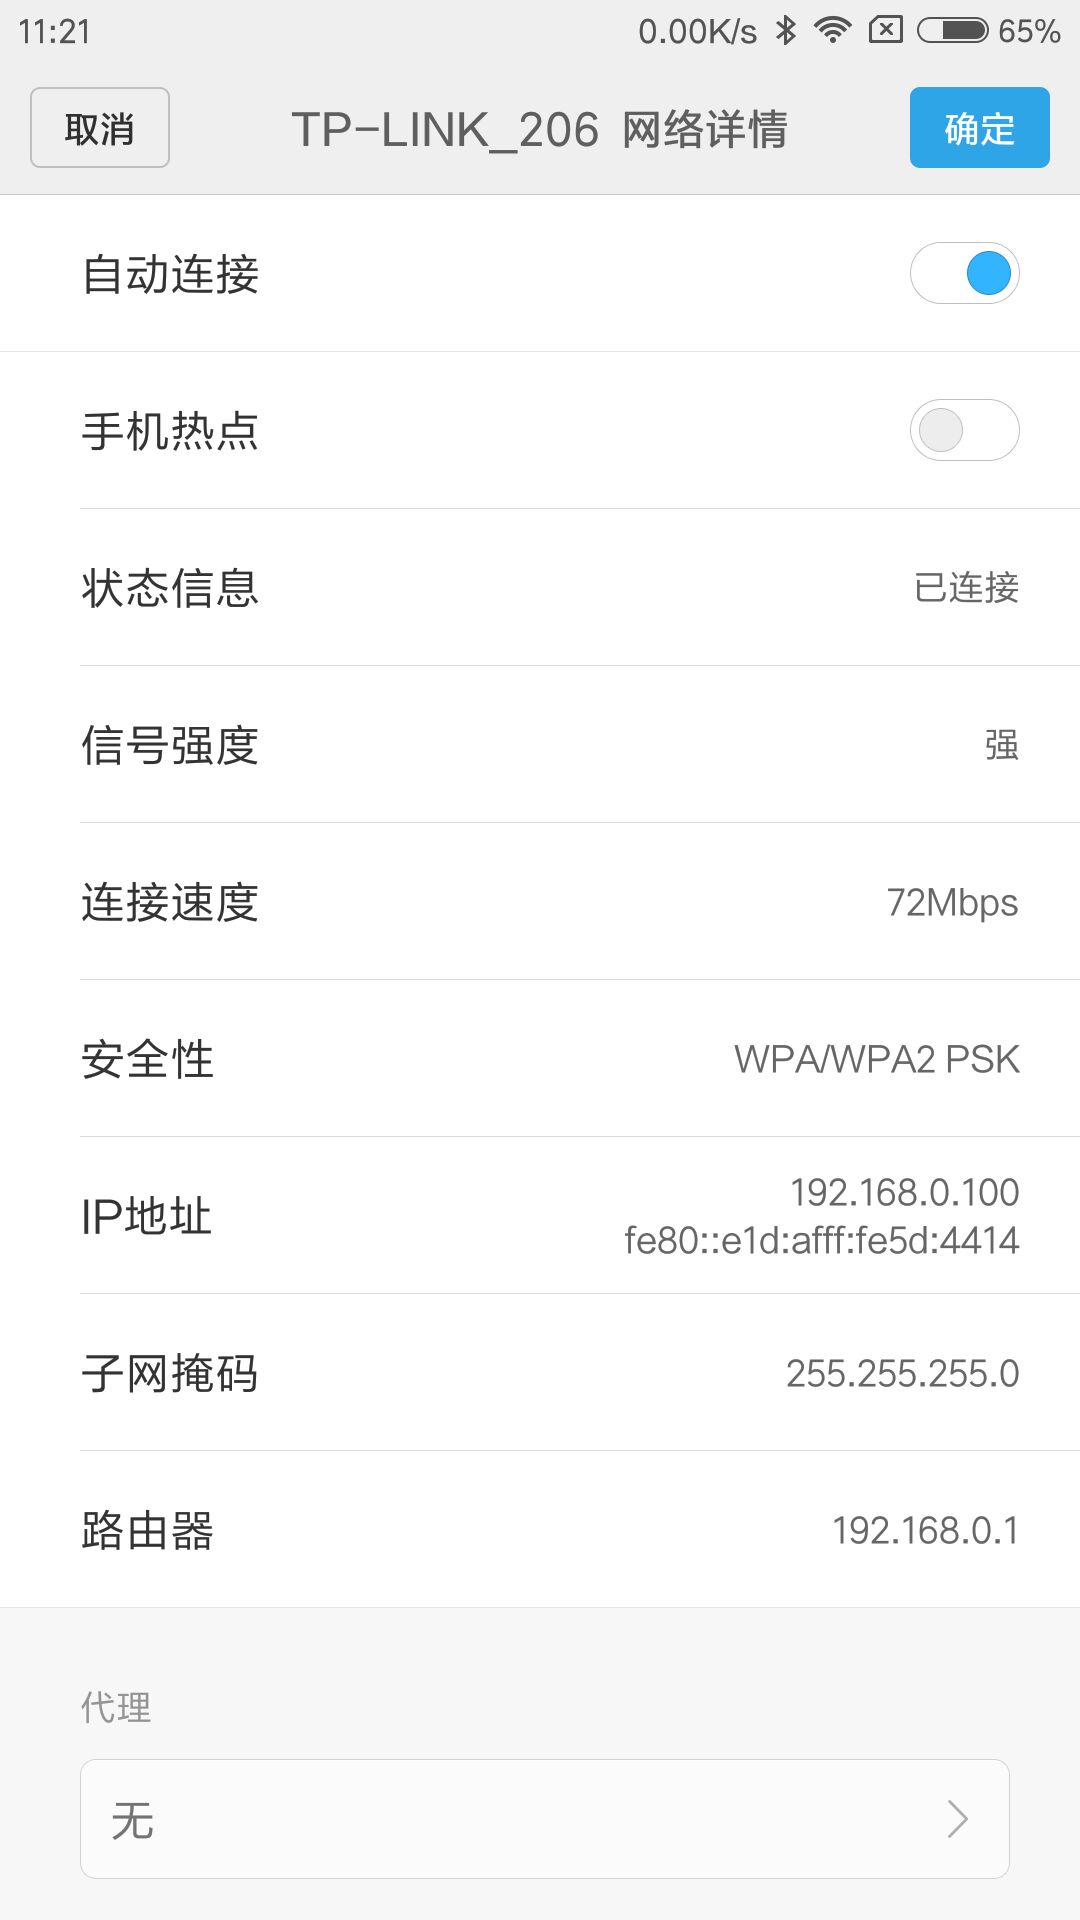 11:21 0.00K/s 65%
取消 TP-LINK_206 网络详情 确定
自动连接
手机热点
状态信息 已连接
信号强度 强
连接速度 72Mbps
安全性 WPA/WPA2 PSK
IP地址 192.168.0.100
fe80::e1d:afff:fe5d:4414
子网掩码 255.255.255.0
路由器 192.168.0.1
代理
无